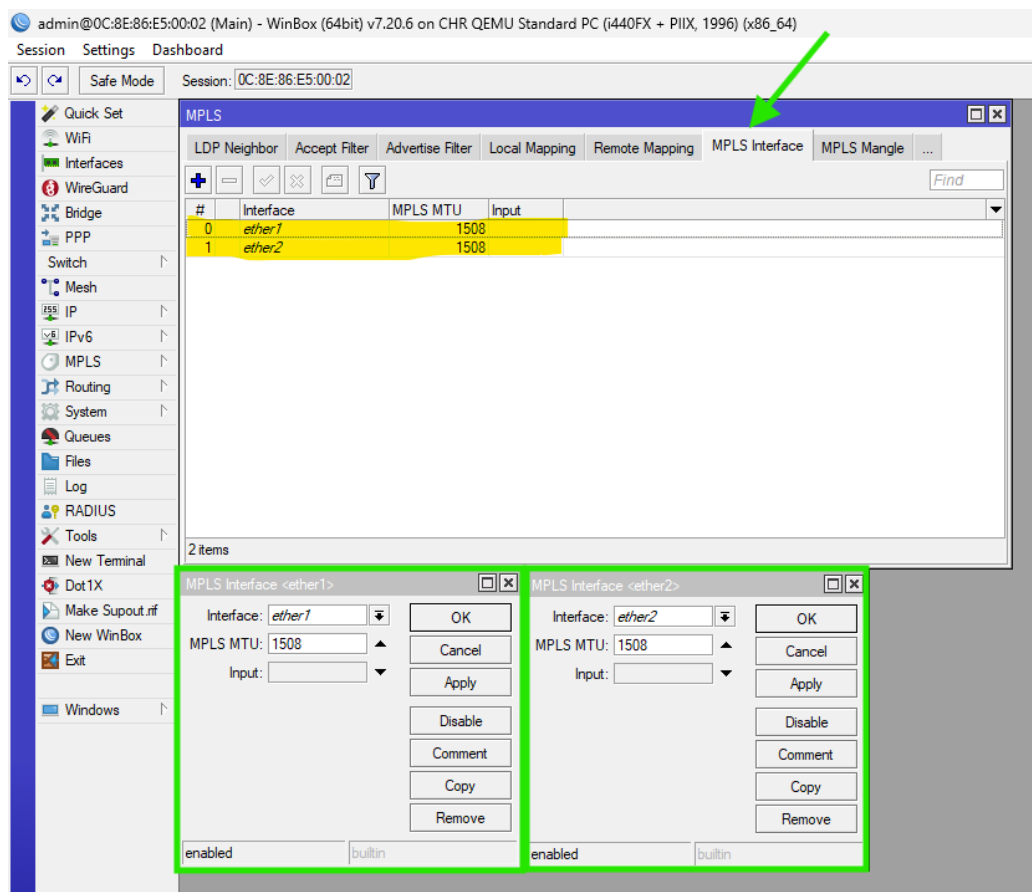 admin@0C:8E:86:E5:00:02 (Main) - WinBox (64bit) v7.20.6 on CHR QEMU Standard PC (i440FX + PIIX, 1996) (x86_64)
Session Settings Dashboard
Safe Mode Session: 0C:8E:86:E5:00:02
Quick Set
WiFi
Interfaces
WireGuard
Bridge
PPP
Switch
Mesh
IP
IPv6
MPLS
Routing
System
Queues
Files
Log
RADIUS
Tools
New Terminal
Dot1X
Make Supout.rif
New WinBox
Exit
Windows
MPLS
LDP Neighbor Accept Filter Advertise Filter Local Mapping Remote Mapping MPLS Interface MPLS Mangle ...
Find
# Interface MPLS MTU Input
0 ether1 1508
1 ether2 1508
2 items
MPLS Interface <ether1>
Interface: ether1
MPLS MTU: 1508
Input:
OK
Cancel
Apply
Disable
Comment
Copy
Remove
enabled builtin
MPLS Interface <ether2>
Interface: ether2
MPLS MTU: 1508
Input:
OK
Cancel
Apply
Disable
Comment
Copy
Remove
enabled builtin